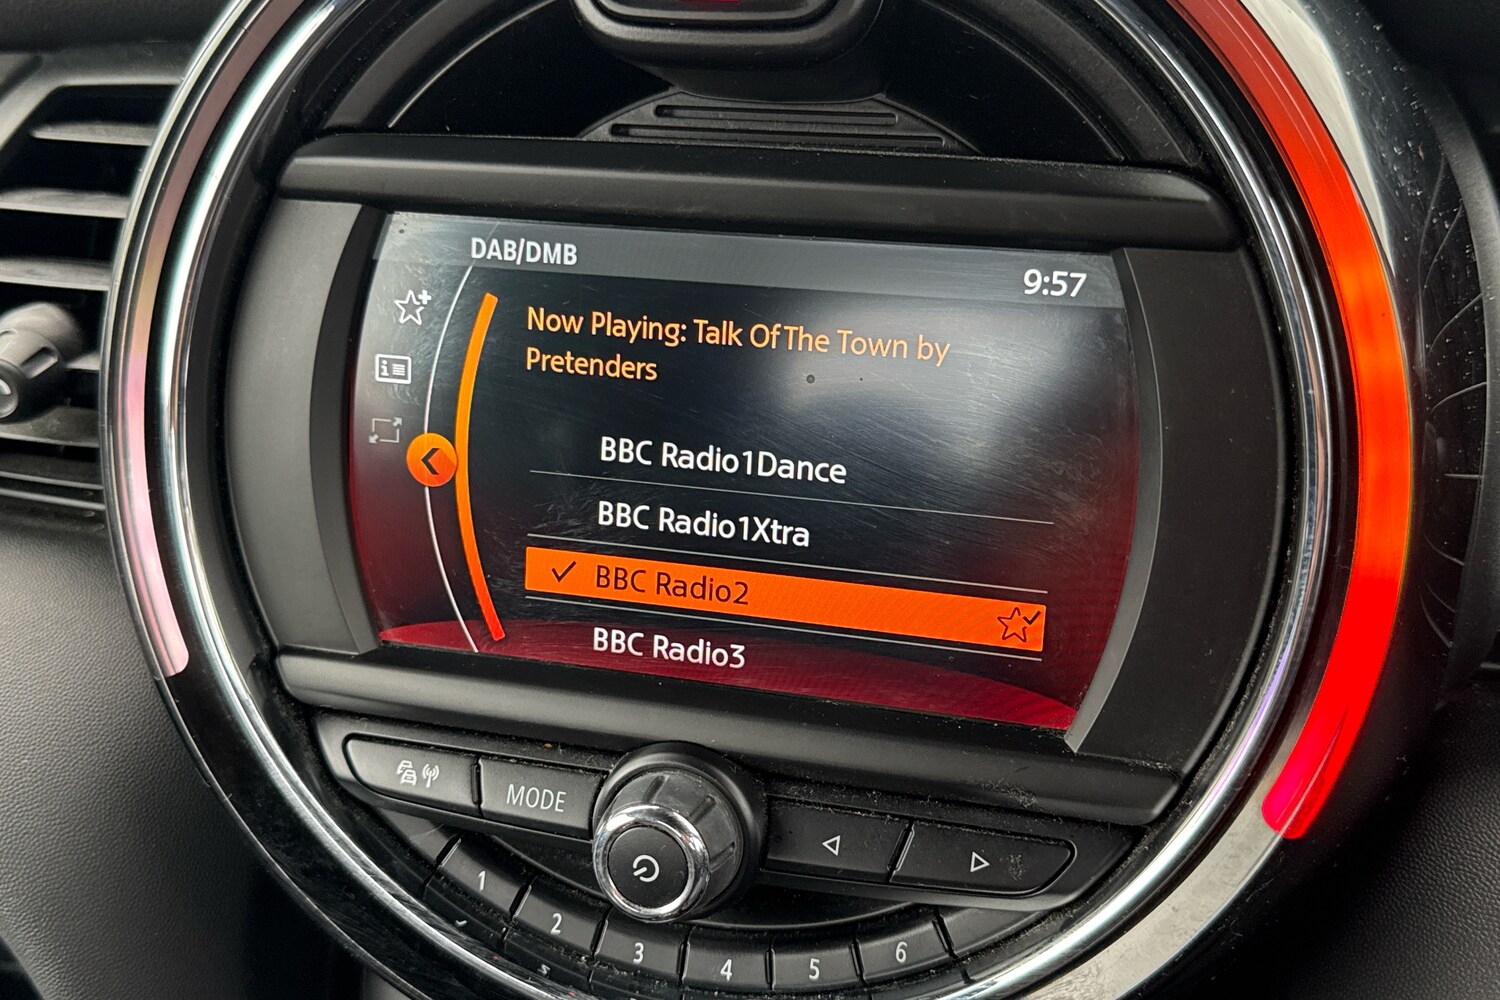 DAB/DMB
9:57
Now Playing: Talk Of The Town by
Pretenders
BBC Radio1Dance
BBC Radio1Xtra
BBC Radio2
BBC Radio3
MODE
1
2
3
4
5
6